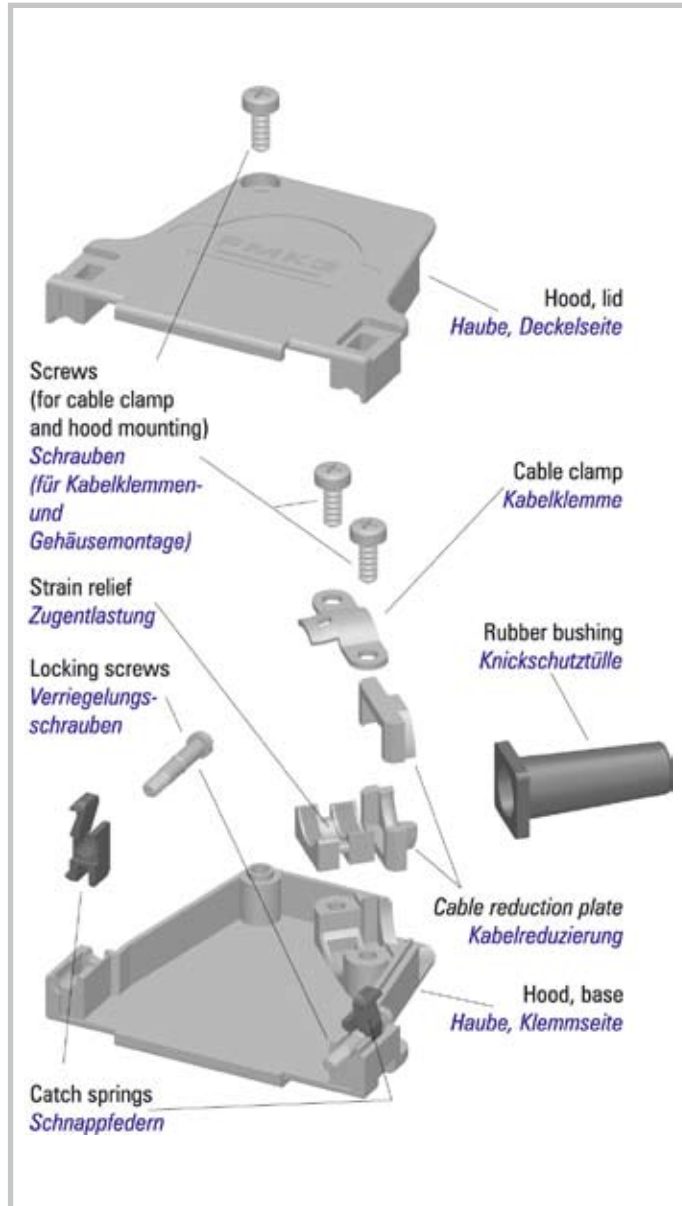 FMK3
Hood, lid
Haube, Deckelseite
Screws
(for cable clamp
and hood mounting)
Schrauben
(für Kabelklemmen-
und
Gehäusemontage)
Cable clamp
Kabelklemme
Strain relief
Zugentlastung
Rubber bushing
Knickschutztülle
Locking screws
Verriegelungs-
schrauben
Cable reduction plate
Kabelreduzierung
Hood, base
Haube, Klemmseite
Catch springs
Schnappfedern